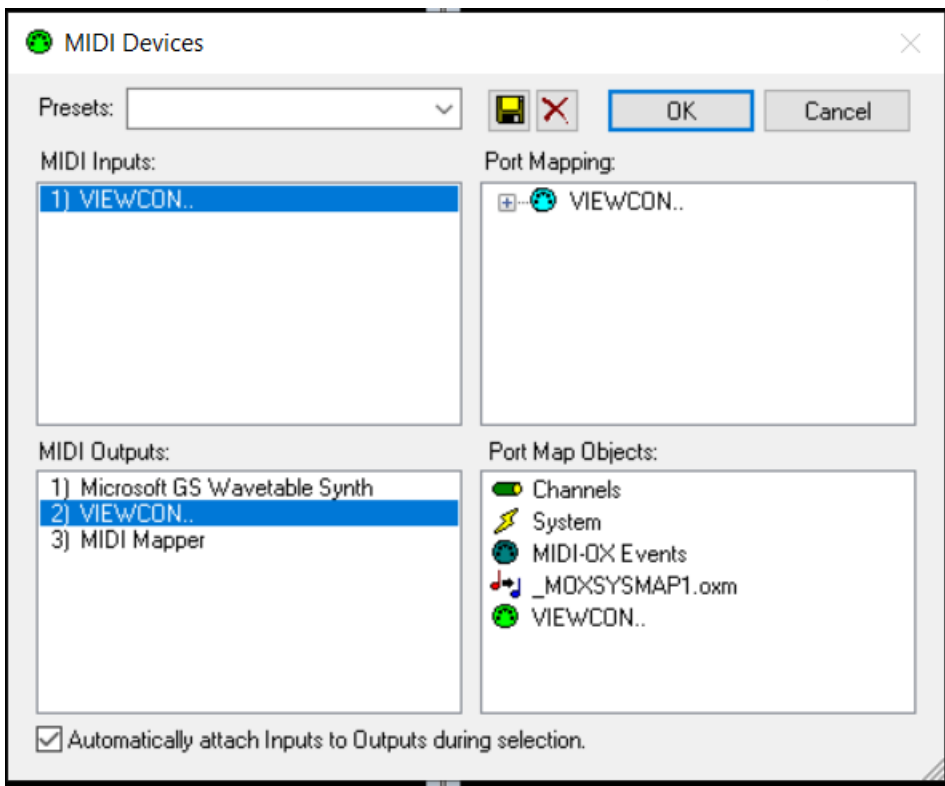 MIDI Devices
Presets:
OK
Cancel
MIDI Inputs:
1) VIEWCON..
Port Mapping:
VIEWCON..
MIDI Outputs:
1) Microsoft GS Wavetable Synth
2) VIEWCON..
3) MIDI Mapper
Port Map Objects:
Channels
System
MIDI-OX Events
_MOXSYSMAP1.oxm
VIEWCON..
Automatically attach Inputs to Outputs during selection.